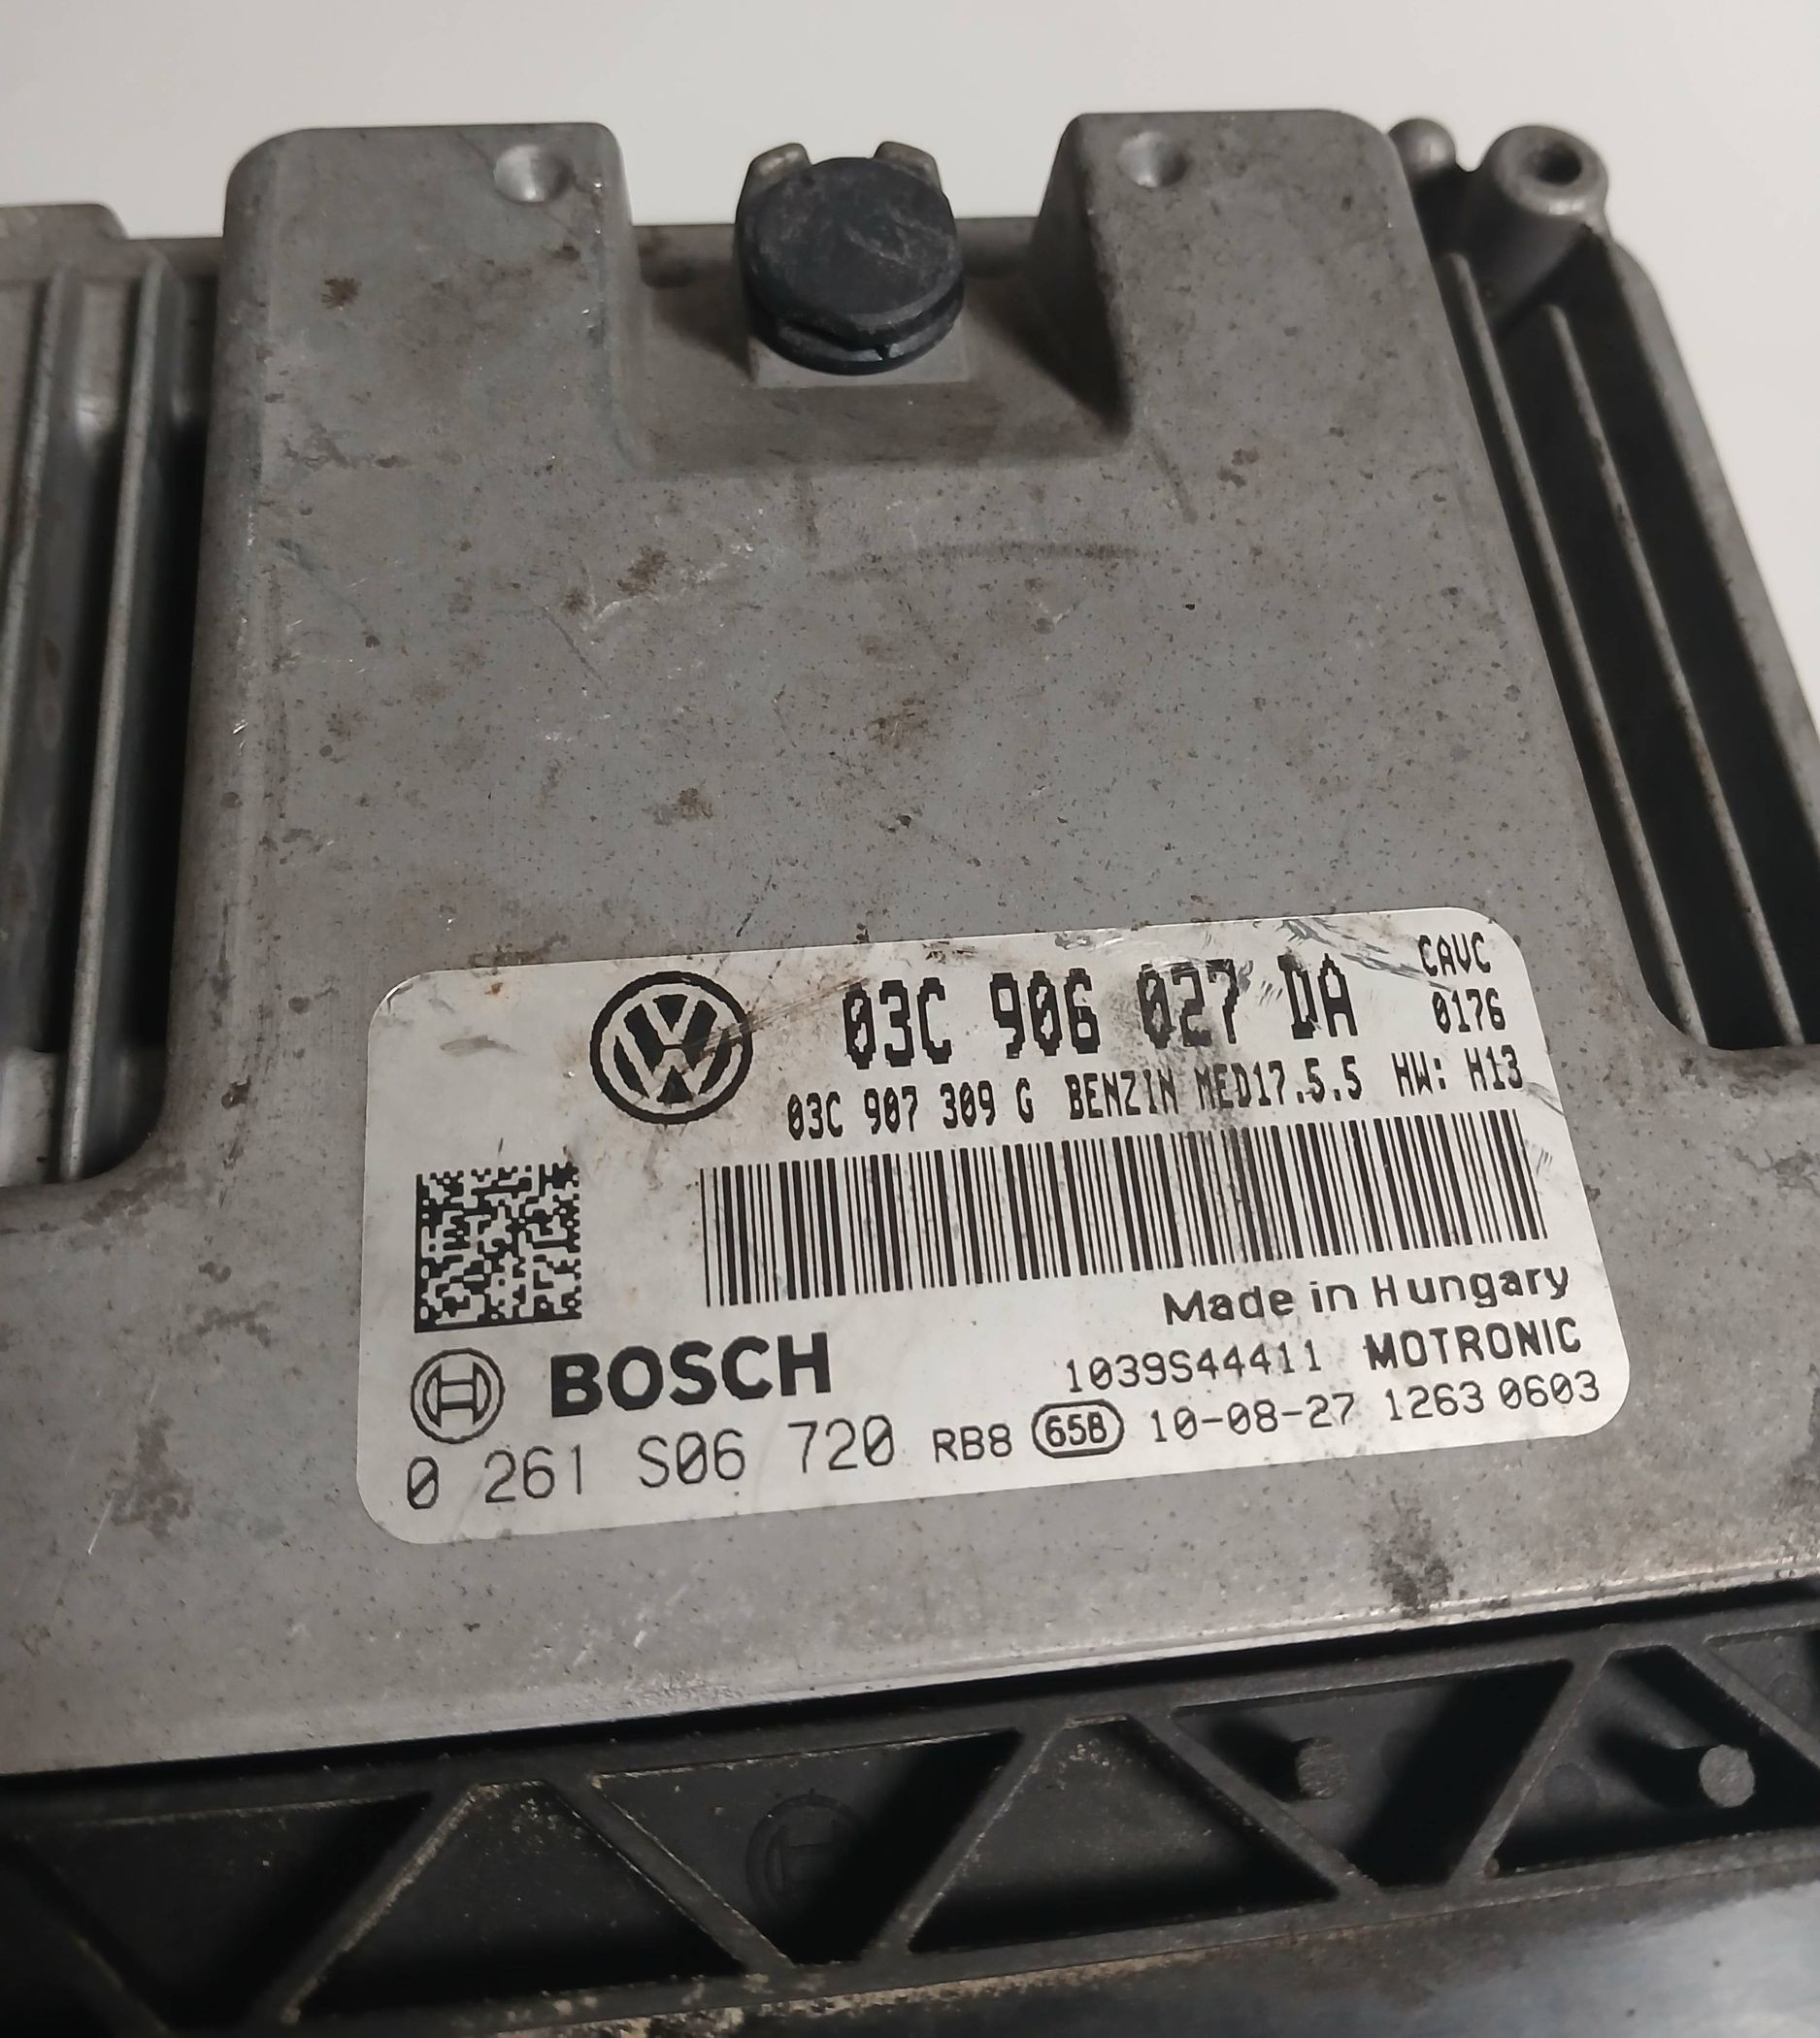 03C 906 027 DA
CAVC
0176
03C 907 309 G BENZIN MED17.5.5 HW: H13
Made in Hungary
BOSCH
1039S44411 MOTRONIC
0 261 S06 720 RB8 65B 10-08-27 1263 0603